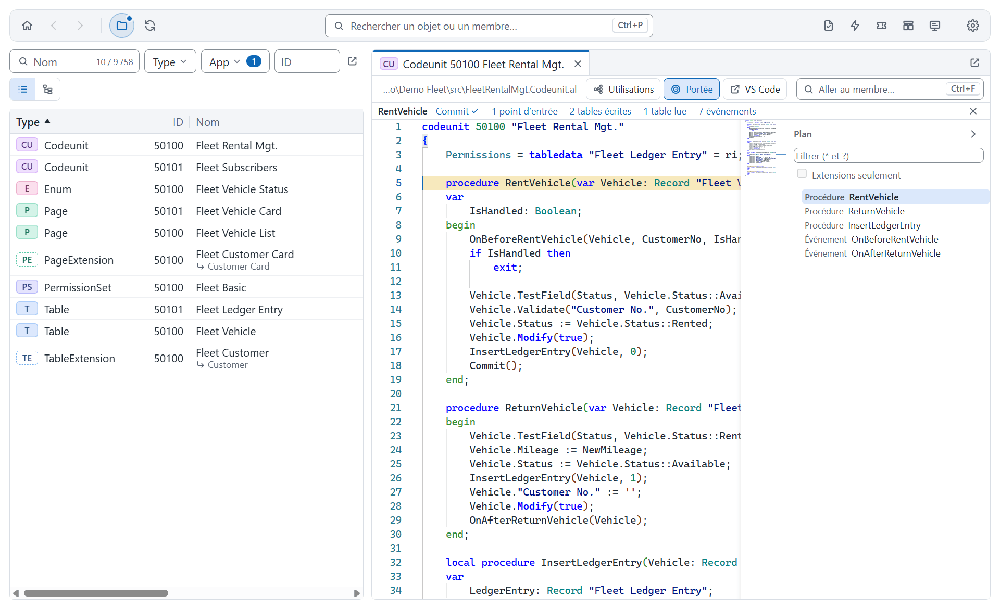 Rechercher un objet ou un membre... Ctrl+P
Nom 10 / 9 758 Type App 1 ID
Type ID Nom
CU Codeunit 50100 Fleet Rental Mgt.
CU Codeunit 50101 Fleet Subscribers
E Enum 50100 Fleet Vehicle Status
P Page 50101 Fleet Vehicle Card
P Page 50100 Fleet Vehicle List
PE PageExtension 50100 Fleet Customer Card
↳ Customer Card
PS PermissionSet 50100 Fleet Basic
T Table 50101 Fleet Ledger Entry
T Table 50100 Fleet Vehicle
TE TableExtension 50100 Fleet Customer
↳ Customer
CU Codeunit 50100 Fleet Rental Mgt.
...o\Demo Fleet\src\FleetRentalMgt.Codeunit.al Utilisations Portée VS Code Aller au membre... Ctrl+F
RentVehicle Commit ✓ 1 point d’entrée 2 tables écrites 1 table lue 7 événements
1 codeunit 50100 "Fleet Rental Mgt."
2 {
3 Permissions = tabledata "Fleet Ledger Entry" = ri;
4
5 procedure RentVehicle(var Vehicle: Record "Fleet V
6 var
7 IsHandled: Boolean;
8 begin
9 OnBeforeRentVehicle(Vehicle, CustomerNo, IsHan
10 if IsHandled then
11 exit;
12
13 Vehicle.TestField(Status, Vehicle.Status::Avai
14 Vehicle.Validate("Customer No.", CustomerNo);
15 Vehicle.Status := Vehicle.Status::Rented;
16 Vehicle.Modify(true);
17 InsertLedgerEntry(Vehicle, 0);
18 Commit();
19 end;
20
21 procedure ReturnVehicle(var Vehicle: Record "Fleet
22 begin
23 Vehicle.TestField(Status, Vehicle.Status::Rent
24 Vehicle.Mileage := NewMileage;
25 Vehicle.Status := Vehicle.Status::Available;
26 InsertLedgerEntry(Vehicle, 1);
27 Vehicle."Customer No." := '';
28 Vehicle.Modify(true);
29 OnAfterReturnVehicle(Vehicle);
30 end;
31
32 local procedure InsertLedgerEntry(Vehicle: Record
33 var
34 LedgerEntry: Record "Fleet Ledger Entry";
Plan
Filtrer (* et ?)
Extensions seulement
Procédure RentVehicle
Procédure ReturnVehicle
Procédure InsertLedgerEntry
Événement OnBeforeRentVehicle
Événement OnAfterReturnVehicle